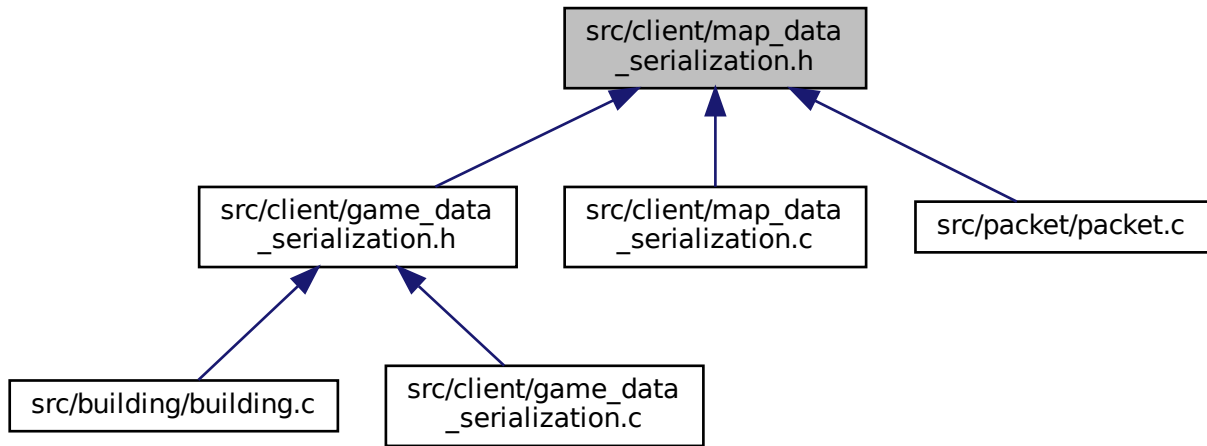 src/client/map_data
_serialization.h
src/client/game_data
_serialization.h
src/client/map_data
_serialization.c
src/packet/packet.c
src/building/building.c
src/client/game_data
_serialization.c